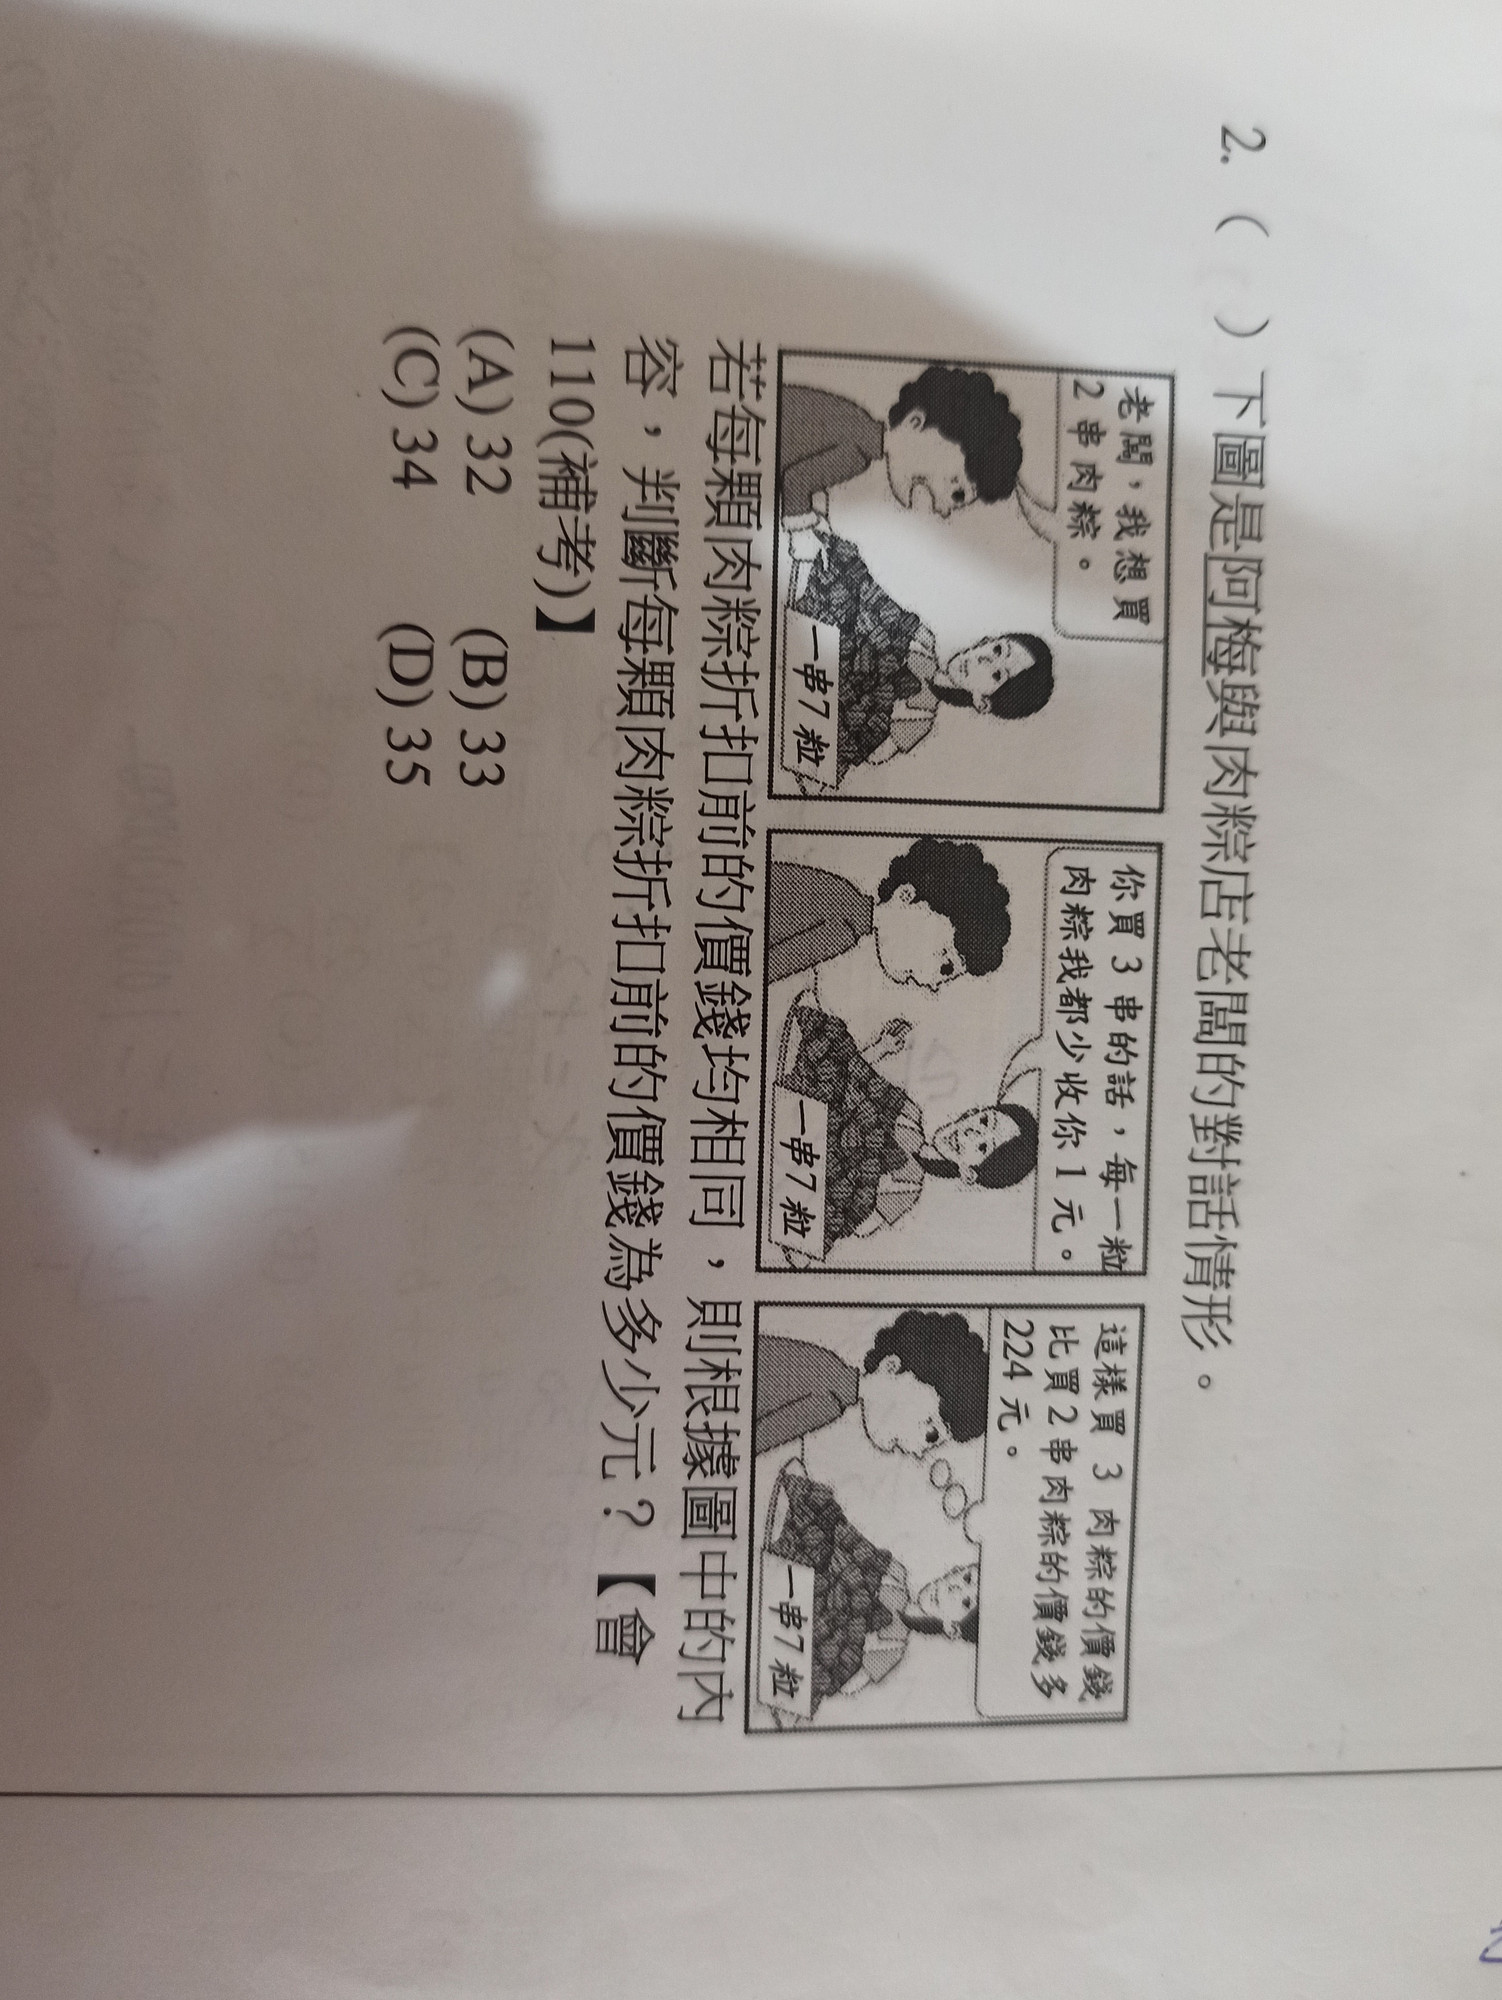 2. (    ) 下圖是阿梅與肉粽店老闆的對話情形。
老闆，我想買
2 串肉粽。
一串7粒
你買 3 串的話，每一粒
肉粽我都少收你 1 元。
一串7粒
這樣買 3 肉粽的價錢
比買 2 串肉粽的價錢多
224 元。
一串7粒
若每顆肉粽折扣前的價錢均相同，則根據圖中的內
容，判斷每顆肉粽折扣前的價錢為多少元？【會
110(補考)】
(A) 32 (B) 33
(C) 34 (D) 35